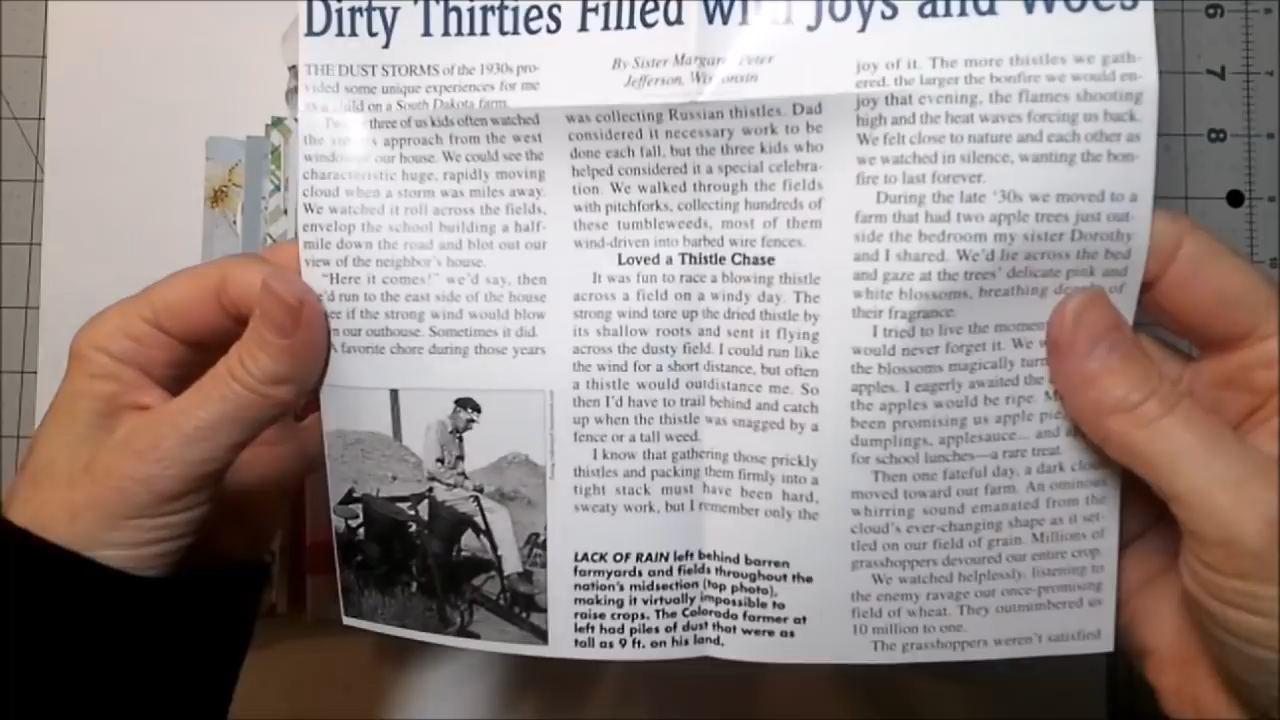 Dirty Thirties Filled with Joys and Woes
By Sister Margaret Peter
Jefferson, Wisconsin
THE DUST STORMS of the 1930s pro-
vided some unique experiences for me
as a child on a South Dakota farm.
three of us kids often watched
the approach from the west
window our house. We could see the
characteristic huge, rapidly moving
cloud when a storm was miles away.
We watched it roll across the fields,
envelop the school building a half-
mile down the road and blot out our
view of the neighbor's house.
"Here it comes!" we'd say, then
we'd run to the east side of the house
see if the strong wind would blow
our outhouse. Sometimes it did.
A favorite chore during those years
was collecting Russian thistles. Dad
considered it necessary work to be
done each fall, but the three kids who
helped considered it a special celebra-
tion. We walked through the fields
with pitchforks, collecting hundreds of
these tumbleweeds, most of them
wind-driven into barbed wire fences.
Loved a Thistle Chase
It was fun to race a blowing thistle
across a field on a windy day. The
strong wind tore up the dried thistle by
its shallow roots and sent it flying
across the dusty field. I could run like
the wind for a short distance, but often
a thistle would outdistance me. So
then I'd have to trail behind and catch
up when the thistle was snagged by a
fence or a tall weed.
I know that gathering those prickly
thistles and packing them firmly into a
tight stack must have been hard,
sweaty work, but I remember only the
LACK OF RAIN left behind barren
farmyards and fields throughout the
nation's midsection (top photo),
making it virtually impossible to
raise crops. The Colorado farmer at
left had piles of dust that were as
tall as 9 ft. on his land.
joy of it. The more thistles we gath-
ered, the larger the bonfire we would en-
joy that evening, the flames shooting
high and the heat waves forcing us back.
We felt close to nature and each other as
we watched in silence, wanting the bon-
fire to last forever.
During the late '30s we moved to a
farm that had two apple trees just out-
side the bedroom my sister Dorothy
and I shared. We'd lie across the bed
and gaze at the trees' delicate pink and
white blossoms, breathing of
their fragrance.
I tried to live the moment
would never forget it. We
the blossoms magically turn
apples. I eagerly awaited the
the apples would be ripe.
been promising us apple pie,
dumplings, applesauce... and
for school lunches—a rare treat.
Then one fateful day, a dark cloud
moved toward our farm. An ominous
whirring sound emanated from the
cloud's ever-changing shape as it set-
tled on our field of grain. Millions of
grasshoppers devoured our entire crop.
We watched helplessly, listening to
the enemy ravage our once-promising
field of wheat. They outnumbered us
10 million to one.
The grasshoppers weren't satisfied
6
7
8